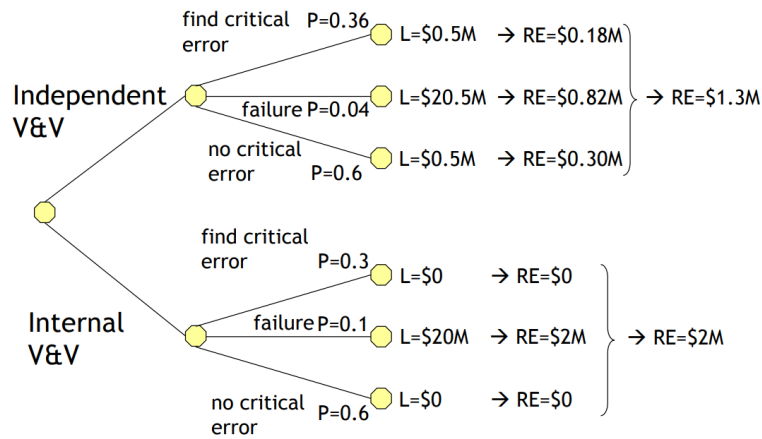 find critical
error
P=0.36
L=$0.5M → RE=$0.18M
Independent
V&V
failure P=0.04
L=$20.5M → RE=$0.82M
→ RE=$1.3M
no critical
error
P=0.6
L=$0.5M → RE=$0.30M
find critical
error
P=0.3
L=$0 → RE=$0
Internal
V&V
failure P=0.1
L=$20M → RE=$2M
→ RE=$2M
no critical
error
P=0.6
L=$0 → RE=$0